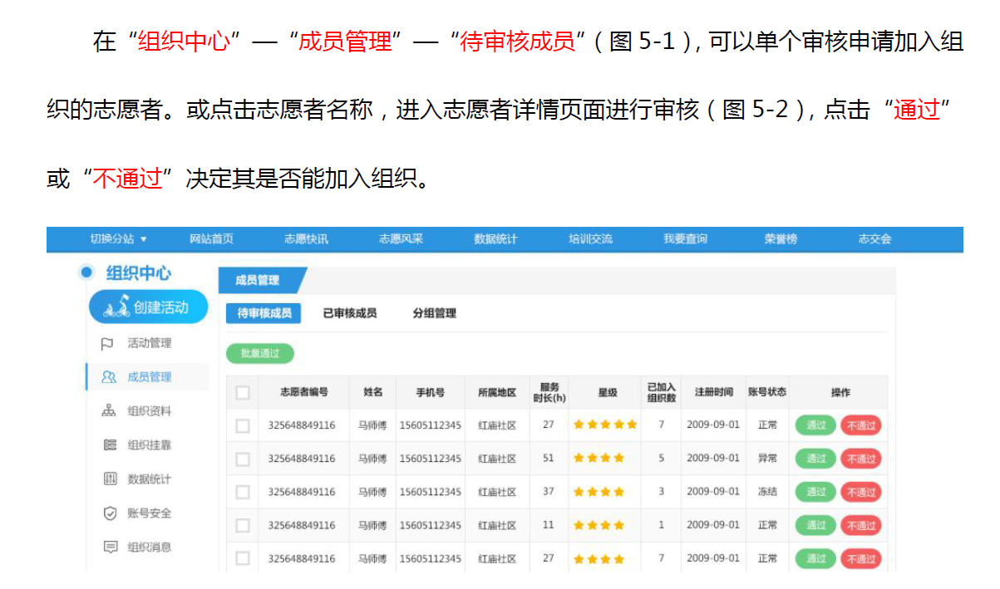 在“组织中心”—“成员管理”—“待审核成员”（图 5-1），可以单个审核申请加入组
织的志愿者。或点击志愿者名称，进入志愿者详情页面进行审核（图 5-2），点击“通过”
或“不通过”决定其是否能加入组织。
切换分站 ▼ 网站首页 志愿快讯 志愿风采 数据统计 培训交流 我要查询 荣誉榜 志交会
组织中心
创建活动
活动管理
成员管理
组织资料
组织挂靠
数据统计
账号安全
组织消息
成员管理
待审核成员 已审核成员 分组管理
批量通过
志愿者编号 姓名 手机号 所属地区 服务时长(h) 星级 已加入组织数 注册时间 账号状态 操作
325648849116 马师傅 15605112345 红庙社区 27 ★★★★★ 7 2009-09-01 正常 通过 不通过
325648849116 马师傅 15605112345 红庙社区 51 ★★★★ 5 2009-09-01 异常 通过 不通过
325648849116 马师傅 15605112345 红庙社区 37 ★★★★ 3 2009-09-01 冻结 通过 不通过
325648849116 马师傅 15605112345 红庙社区 11 ★★★★ 1 2009-09-01 正常 通过 不通过
325648849116 马师傅 15605112345 红庙社区 27 ★★★★ 7 2009-09-01 正常 通过 不通过